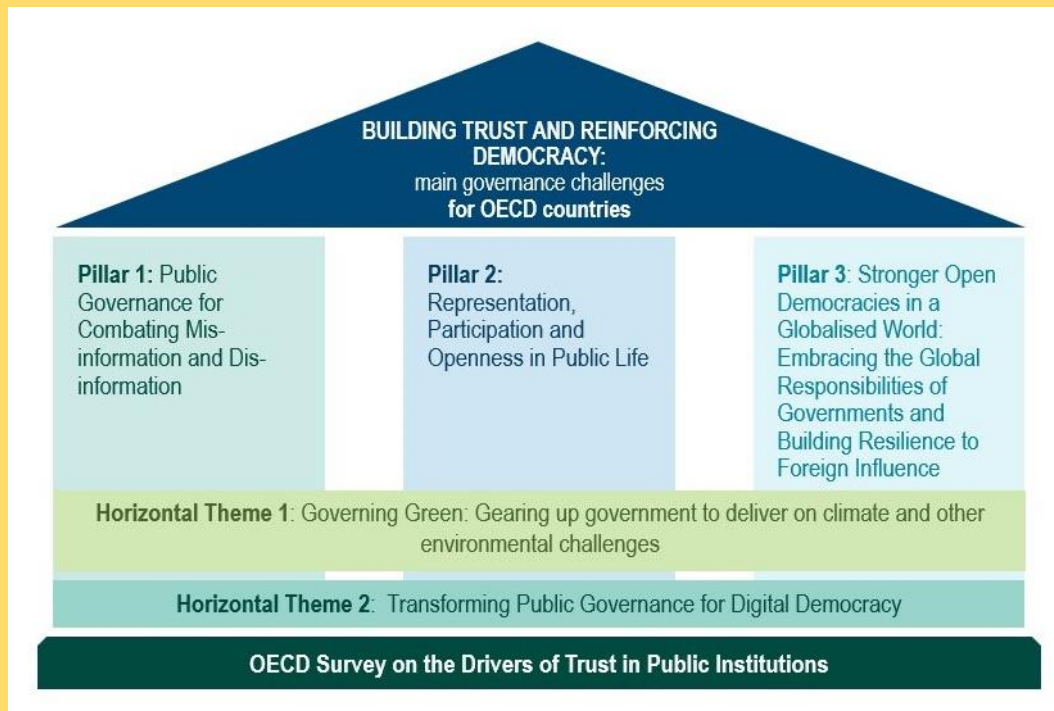 BUILDING TRUST AND REINFORCING
DEMOCRACY:
main governance challenges
for OECD countries
Pillar 1: Public
Governance for
Combating Mis-
information and Dis-
information
Pillar 2:
Representation,
Participation and
Openness in Public Life
Pillar 3: Stronger Open
Democracies in a
Globalised World:
Embracing the Global
Responsibilities of
Governments and
Building Resilience to
Foreign Influence
Horizontal Theme 1: Governing Green: Gearing up government to deliver on climate and other
environmental challenges
Horizontal Theme 2: Transforming Public Governance for Digital Democracy
OECD Survey on the Drivers of Trust in Public Institutions